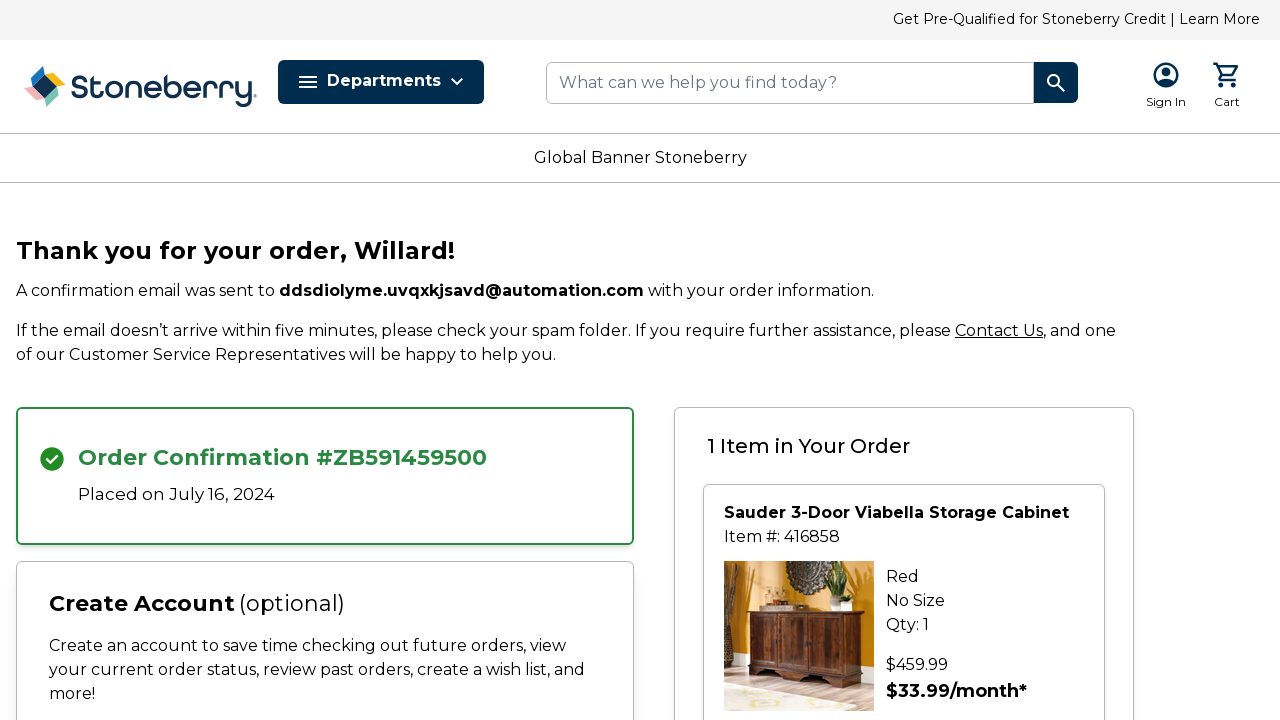 Get Pre-Qualified for Stoneberry Credit | Learn More
Stoneberry
Departments
What can we help you find today?
Sign In
Cart
Global Banner Stoneberry
Thank you for your order, Willard!
A confirmation email was sent to ddsdiolyme.uvqxkjsavd@automation.com with your order information.
If the email doesn’t arrive within five minutes, please check your spam folder. If you require further assistance, please Contact Us, and one
of our Customer Service Representatives will be happy to help you.
Order Confirmation #ZB591459500
Placed on July 16, 2024
Create Account (optional)
Create an account to save time checking out future orders, view
your current order status, review past orders, create a wish list, and
more!
1 Item in Your Order
Sauder 3-Door Viabella Storage Cabinet
Item #: 416858
Red
No Size
Qty: 1
$459.99
$33.99/month*